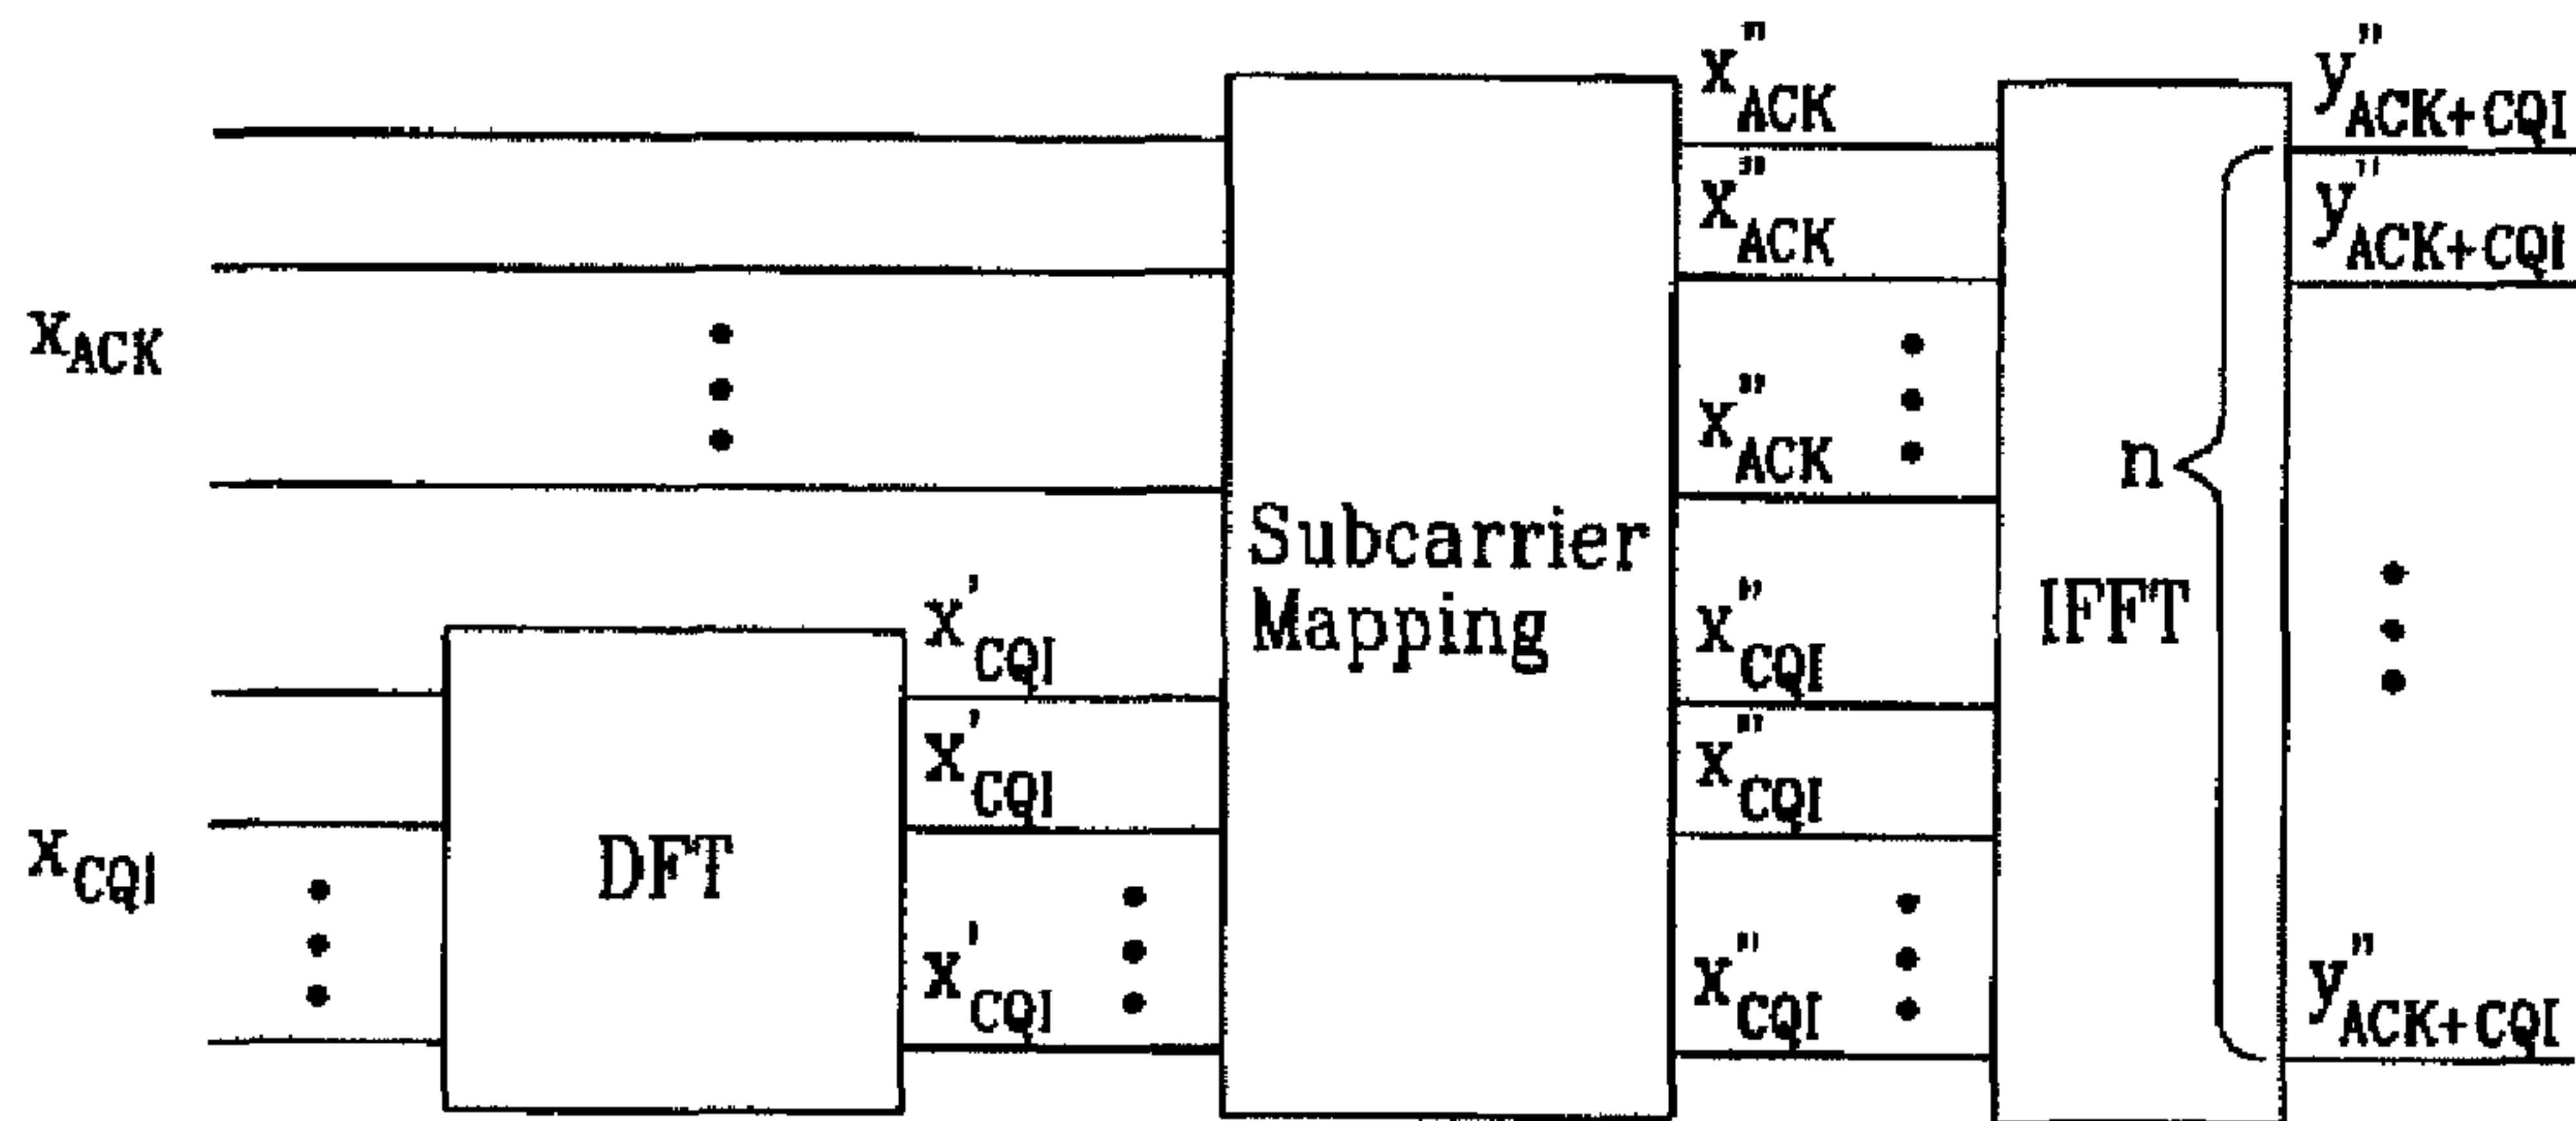 x"ACK
y"ACK+CQI
x"ACK
y"ACK+CQI
xACK
x"ACK
n
Subcarrier
Mapping
IFFT
x'CQI
x"CQI
x'CQI
x"CQI
xCQI
DFT
x'CQI
x"CQI
y"ACK+CQI